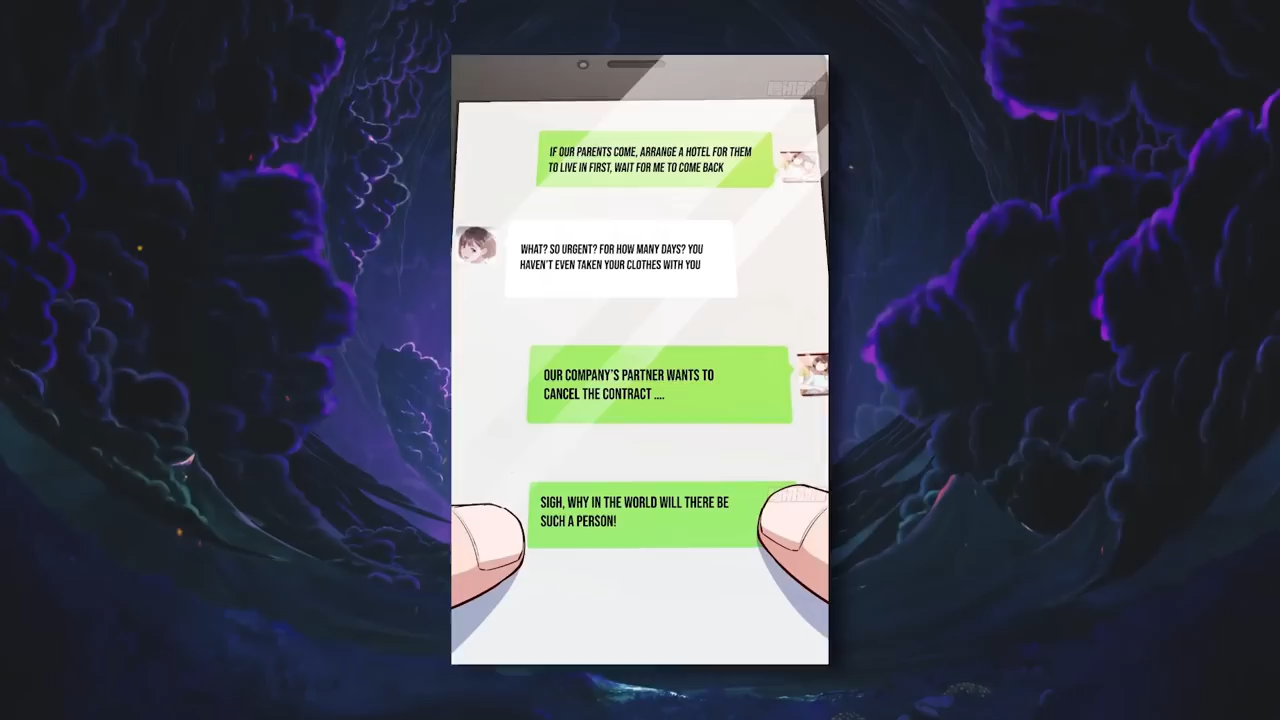 IF OUR PARENTS COME, ARRANGE A HOTEL FOR THEM
TO LIVE IN FIRST, WAIT FOR ME TO COME BACK
WHAT? SO URGENT? FOR HOW MANY DAYS? YOU
HAVEN'T EVEN TAKEN YOUR CLOTHES WITH YOU
OUR COMPANY'S PARTNER WANTS TO
CANCEL THE CONTRACT ....
SIGH, WHY IN THE WORLD WILL THERE BE
SUCH A PERSON!